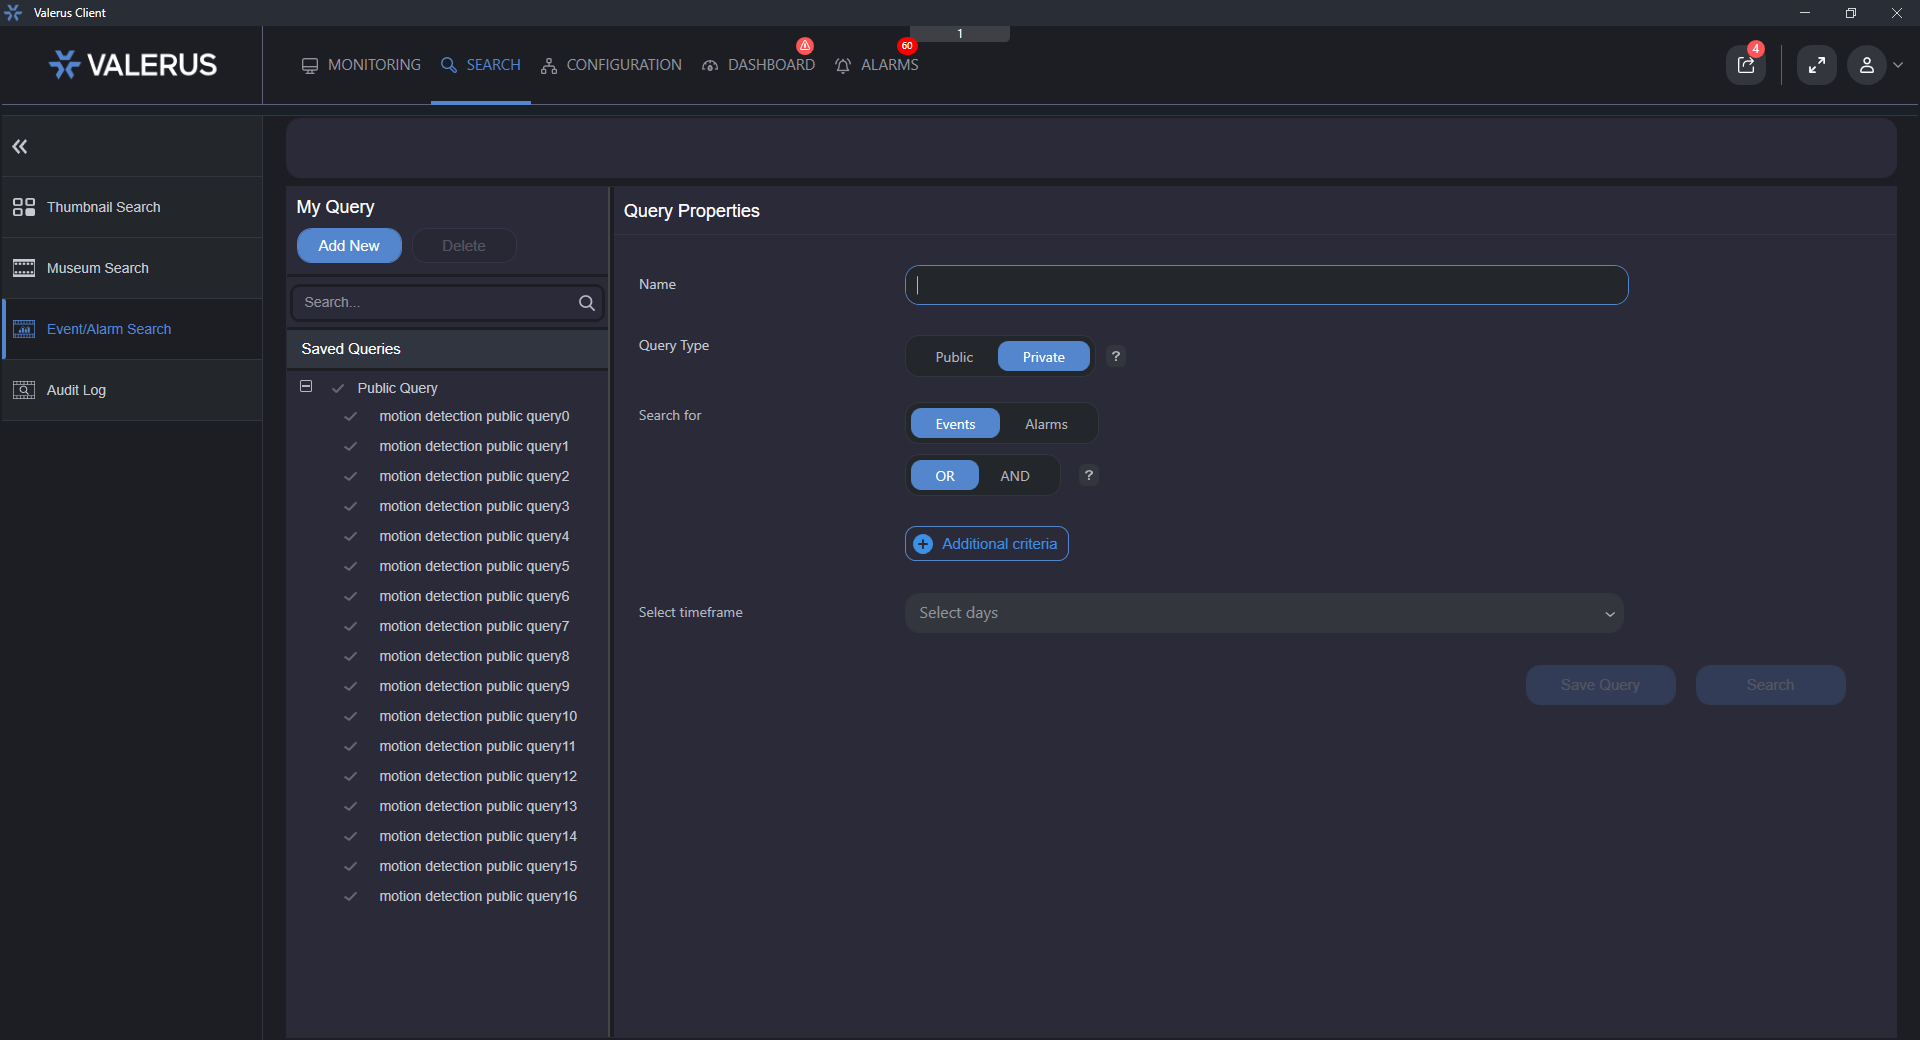 Valerus Client
1
VALERUS
MONITORING
SEARCH
CONFIGURATION
DASHBOARD
60
ALARMS
4
Thumbnail Search
Museum Search
Event/Alarm Search
Audit Log
My Query
Add New
Delete
Search...
Saved Queries
Public Query
motion detection public query0
motion detection public query1
motion detection public query2
motion detection public query3
motion detection public query4
motion detection public query5
motion detection public query6
motion detection public query7
motion detection public query8
motion detection public query9
motion detection public query10
motion detection public query11
motion detection public query12
motion detection public query13
motion detection public query14
motion detection public query15
motion detection public query16
Query Properties
Name
Query Type
Public
Private
?
Search for
Events
Alarms
OR
AND
?
Additional criteria
Select timeframe
Select days
Save Query
Search